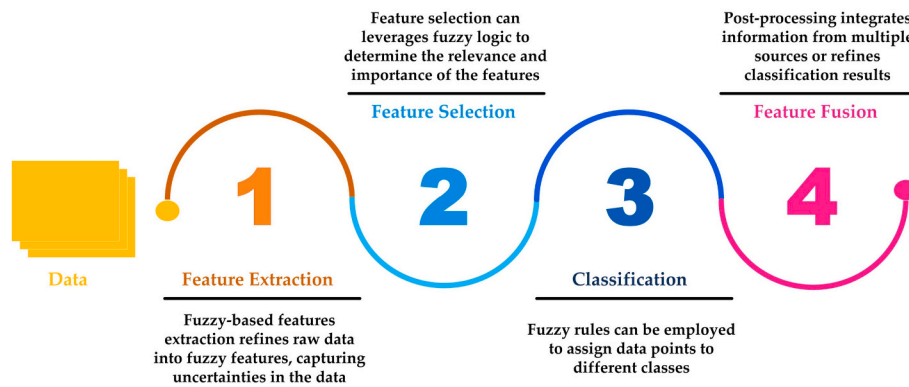 Data
1
Feature Extraction
Fuzzy-based features
extraction refines raw data
into fuzzy features, capturing
uncertainties in the data
Feature selection can
leverages fuzzy logic to
determine the relevance and
importance of the features
Feature Selection
2
3
Classification
Fuzzy rules can be employed
to assign data points to
different classes
Post-processing integrates
information from multiple
sources or refines
classification results
Feature Fusion
4